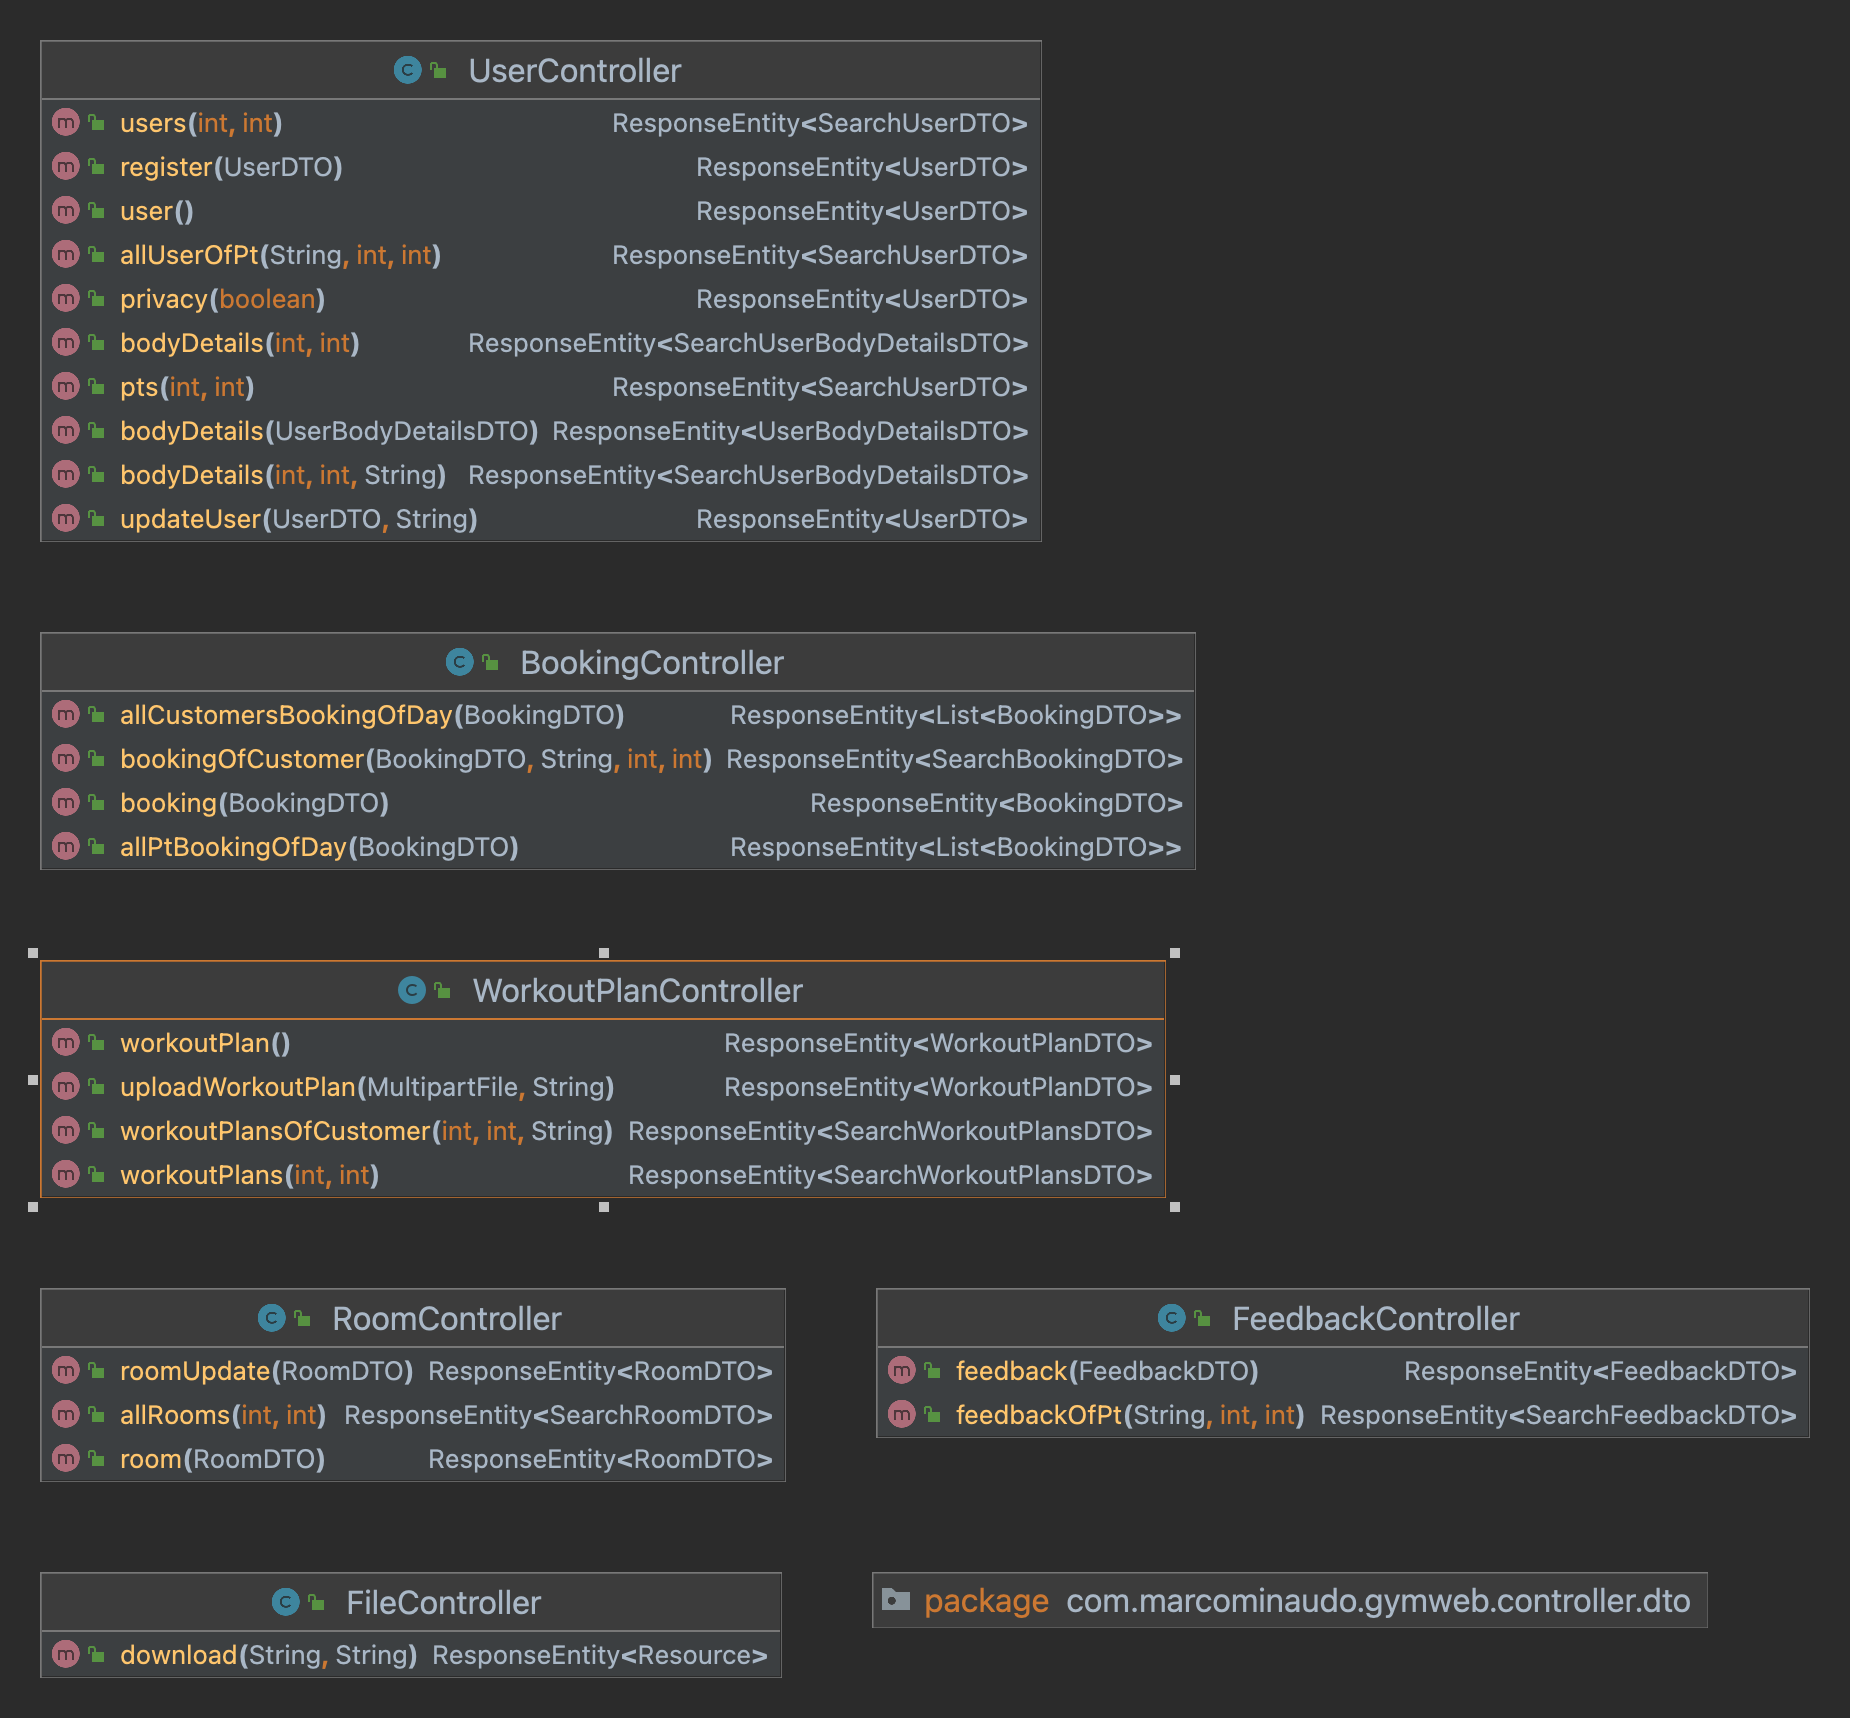 UserController
users(int, int) ResponseEntity<SearchUserDTO>
register(UserDTO) ResponseEntity<UserDTO>
user() ResponseEntity<UserDTO>
allUserOfPt(String, int, int) ResponseEntity<SearchUserDTO>
privacy(boolean) ResponseEntity<UserDTO>
bodyDetails(int, int) ResponseEntity<SearchUserBodyDetailsDTO>
pts(int, int) ResponseEntity<SearchUserDTO>
bodyDetails(UserBodyDetailsDTO) ResponseEntity<UserBodyDetailsDTO>
bodyDetails(int, int, String) ResponseEntity<SearchUserBodyDetailsDTO>
updateUser(UserDTO, String) ResponseEntity<UserDTO>
BookingController
allCustomersBookingOfDay(BookingDTO) ResponseEntity<List<BookingDTO>>
bookingOfCustomer(BookingDTO, String, int, int) ResponseEntity<SearchBookingDTO>
booking(BookingDTO) ResponseEntity<BookingDTO>
allPtBookingOfDay(BookingDTO) ResponseEntity<List<BookingDTO>>
WorkoutPlanController
workoutPlan() ResponseEntity<WorkoutPlanDTO>
uploadWorkoutPlan(MultipartFile, String) ResponseEntity<WorkoutPlanDTO>
workoutPlansOfCustomer(int, int, String) ResponseEntity<SearchWorkoutPlansDTO>
workoutPlans(int, int) ResponseEntity<SearchWorkoutPlansDTO>
RoomController
roomUpdate(RoomDTO) ResponseEntity<RoomDTO>
allRooms(int, int) ResponseEntity<SearchRoomDTO>
room(RoomDTO) ResponseEntity<RoomDTO>
FeedbackController
feedback(FeedbackDTO) ResponseEntity<FeedbackDTO>
feedbackOfPt(String, int, int) ResponseEntity<SearchFeedbackDTO>
FileController
download(String, String) ResponseEntity<Resource>
package com.marcominaudo.gymweb.controller.dto